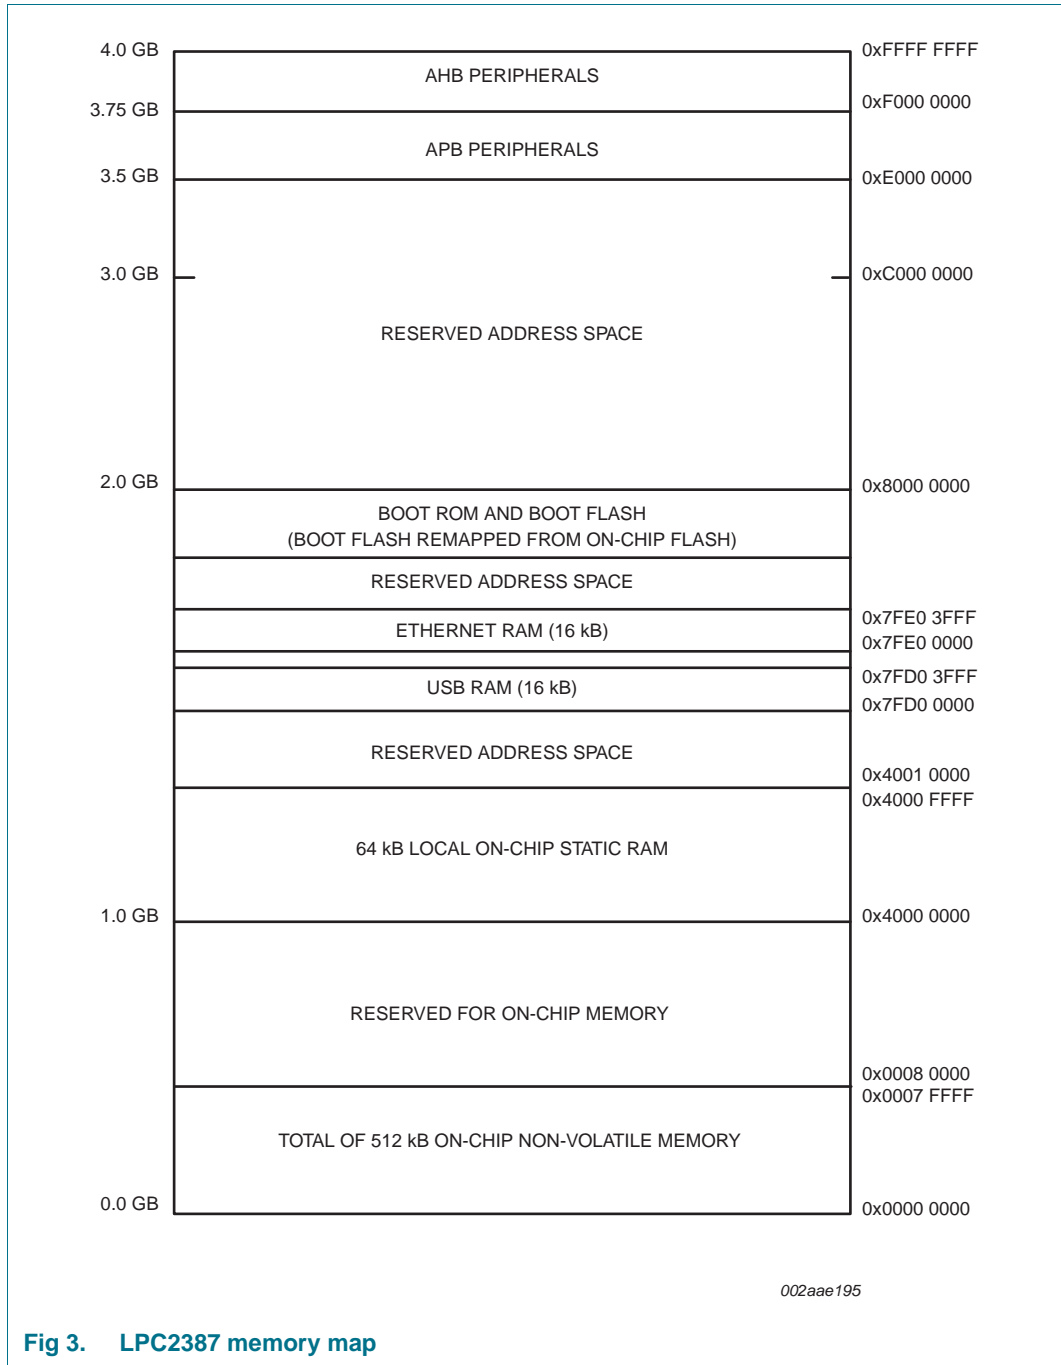 4.0 GB 0xFFFF FFFF
AHB PERIPHERALS
3.75 GB 0xF000 0000
APB PERIPHERALS
3.5 GB 0xE000 0000
3.0 GB 0xC000 0000
RESERVED ADDRESS SPACE
2.0 GB 0x8000 0000
BOOT ROM AND BOOT FLASH
(BOOT FLASH REMAPPED FROM ON-CHIP FLASH)
RESERVED ADDRESS SPACE
0x7FE0 3FFF
ETHERNET RAM (16 kB)
0x7FE0 0000
0x7FD0 3FFF
USB RAM (16 kB)
0x7FD0 0000
RESERVED ADDRESS SPACE
0x4001 0000
0x4000 FFFF
64 kB LOCAL ON-CHIP STATIC RAM
1.0 GB 0x4000 0000
RESERVED FOR ON-CHIP MEMORY
0x0008 0000
0x0007 FFFF
TOTAL OF 512 kB ON-CHIP NON-VOLATILE MEMORY
0.0 GB 0x0000 0000
002aae195
Fig 3. LPC2387 memory map